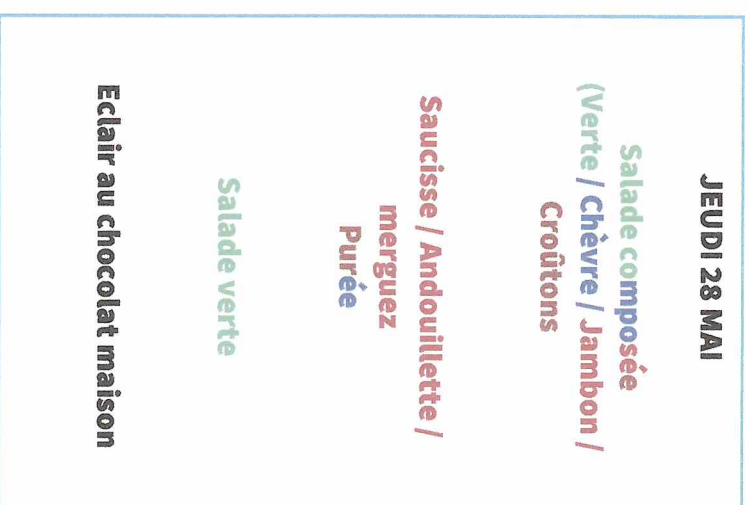 JEUDI 28 MAI
Salade composée
(Verte / Chèvre / Jambon /
Croûtons
Saucisse / Andouillette /
merguez
Purée
Salade verte
Eclair au chocolat maison